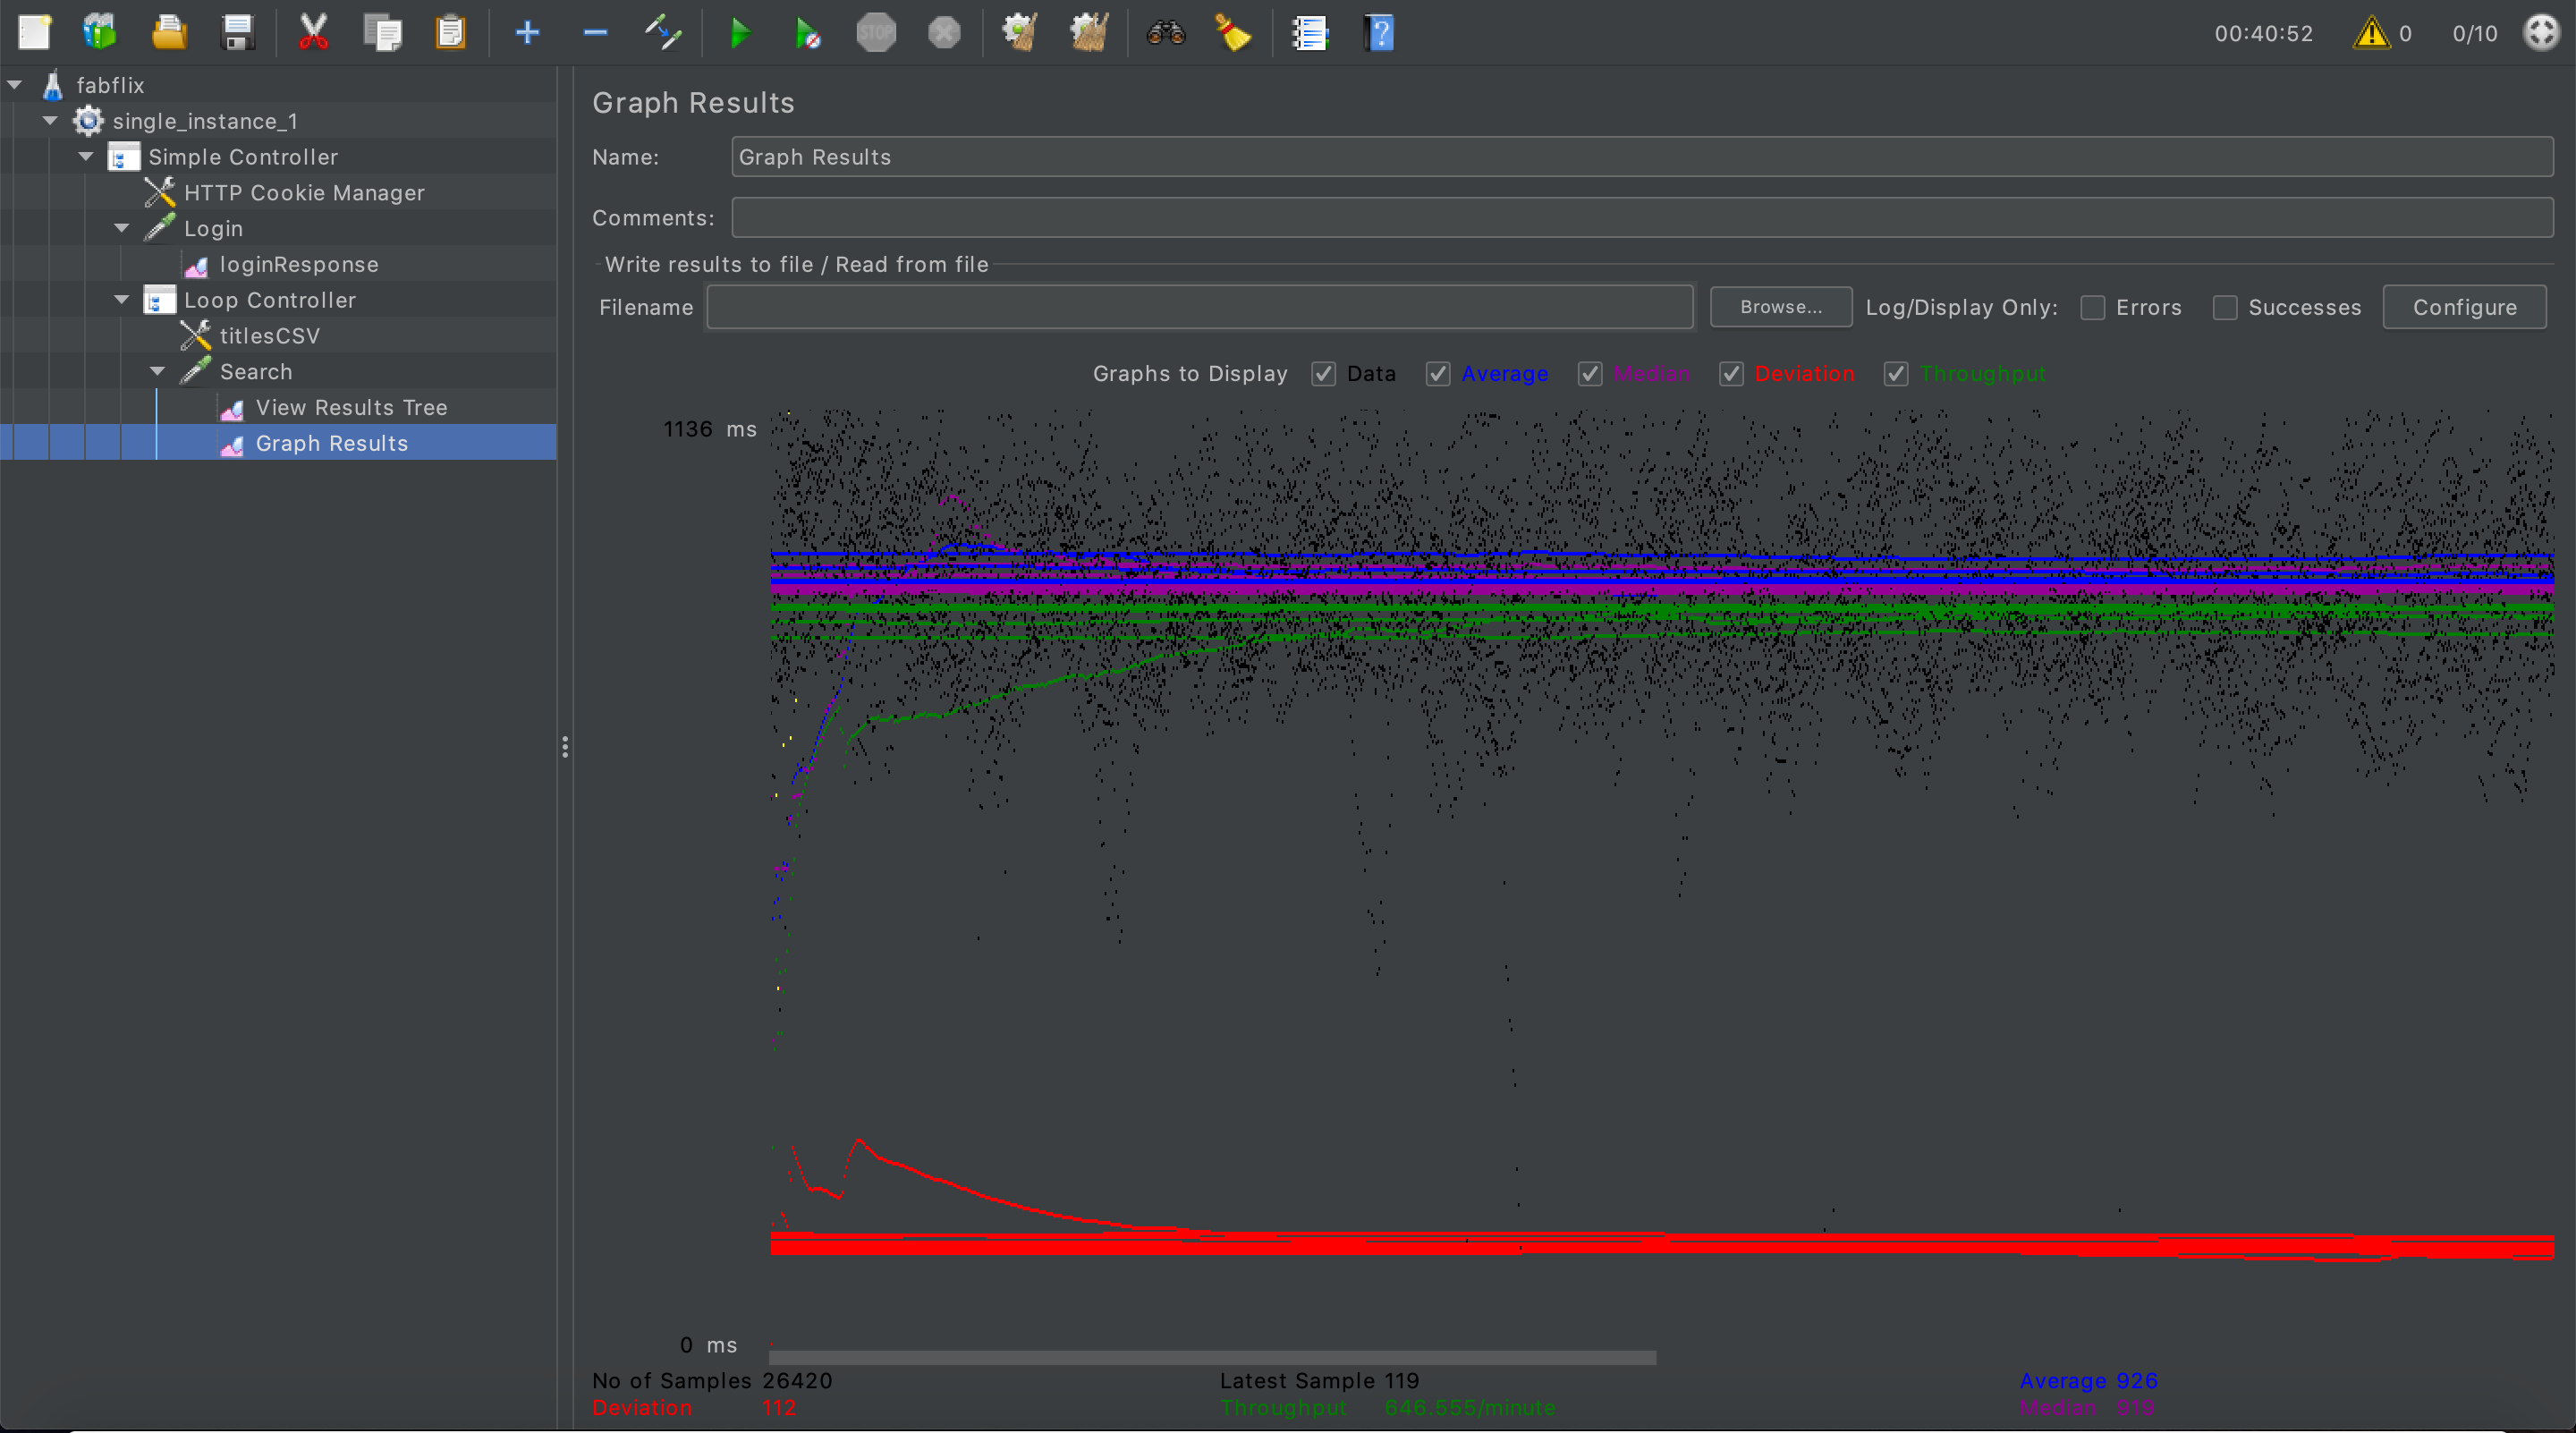 STOP
?
00:40:52 0 0/10
fabflix
single_instance_1
Simple Controller
HTTP Cookie Manager
Login
loginResponse
Loop Controller
titlesCSV
Search
View Results Tree
Graph Results
Graph Results
Name: Graph Results
Comments:
Write results to file / Read from file
Filename Browse... Log/Display Only: Errors Successes Configure
Graphs to Display Data Average Median Deviation Throughput
1136 ms
0 ms
No of Samples 26420 Latest Sample 119 Average 926
Deviation 112 Throughput 646.555/minute Median 919